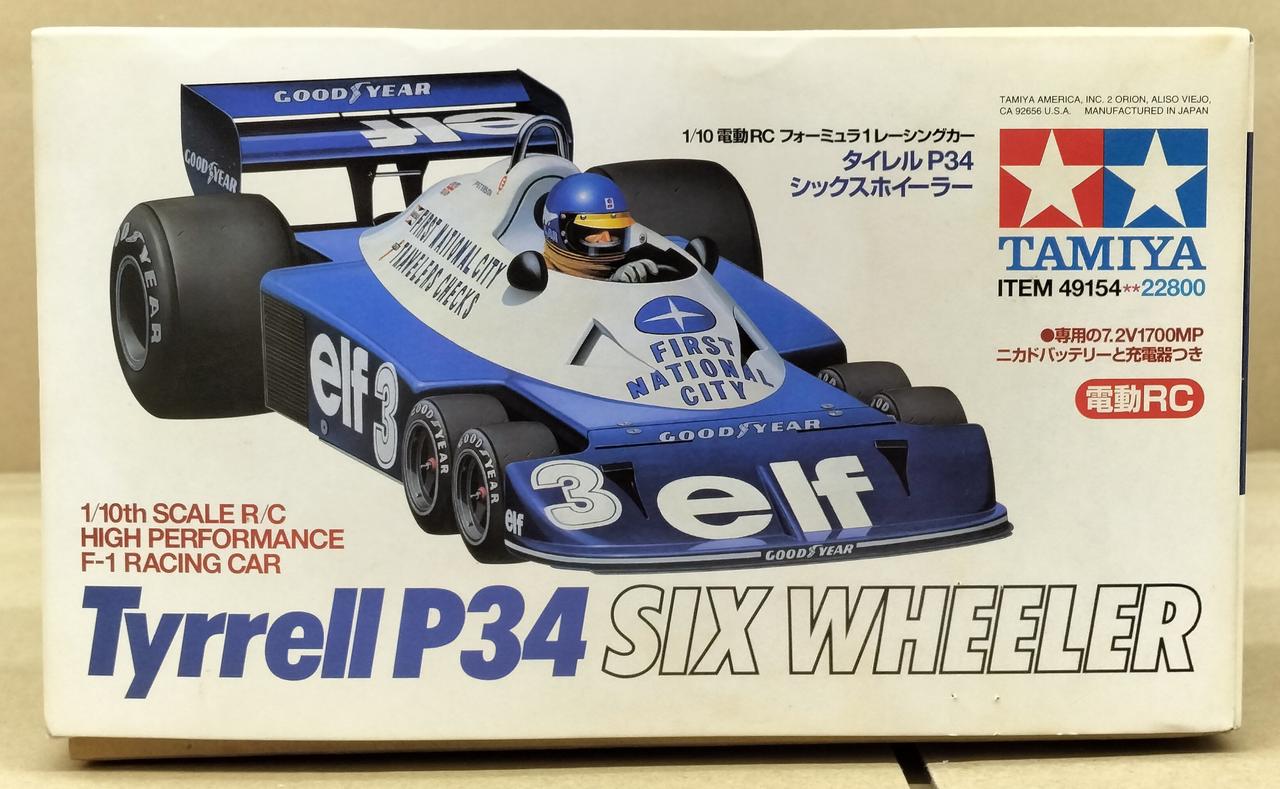 TAMIYA AMERICA, INC. 2 ORION, ALISO VIEJO,
CA 92656 U.S.A. MANUFACTURED IN JAPAN
1/10 電動RC フォーミュラ1レーシングカー
タイレル P34
シックスホイーラー
TAMIYA
ITEM 49154**22800
●専用の7.2V1700MP
ニカドバッテリーと充電器つき
電動RC
GOODYEAR
elf
GOODYEAR
GOODYEAR
FIRST NATIONAL CITY
TRAVELERS CHECKS
FIRST
NATIONAL
CITY
elf 3
GOODYEAR
GOODYEAR
GOODYEAR
3 elf
elf
GOODYEAR
1/10th SCALE R/C
HIGH PERFORMANCE
F-1 RACING CAR
Tyrrell P34 SIX WHEELER